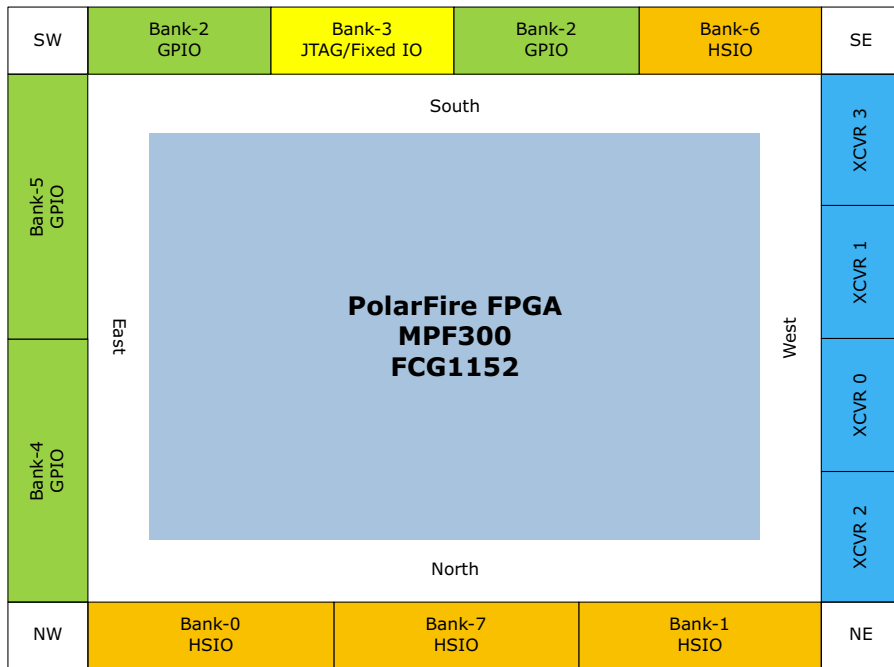 SW
Bank-2
GPIO
Bank-3
JTAG/Fixed IO
Bank-2
GPIO
Bank-6
HSIO
SE
South
Bank-5
GPIO
Bank-4
GPIO
East
PolarFire FPGA
MPF300
FCG1152
West
XCVR 3
XCVR 1
XCVR 0
XCVR 2
North
NW
Bank-0
HSIO
Bank-7
HSIO
Bank-1
HSIO
NE